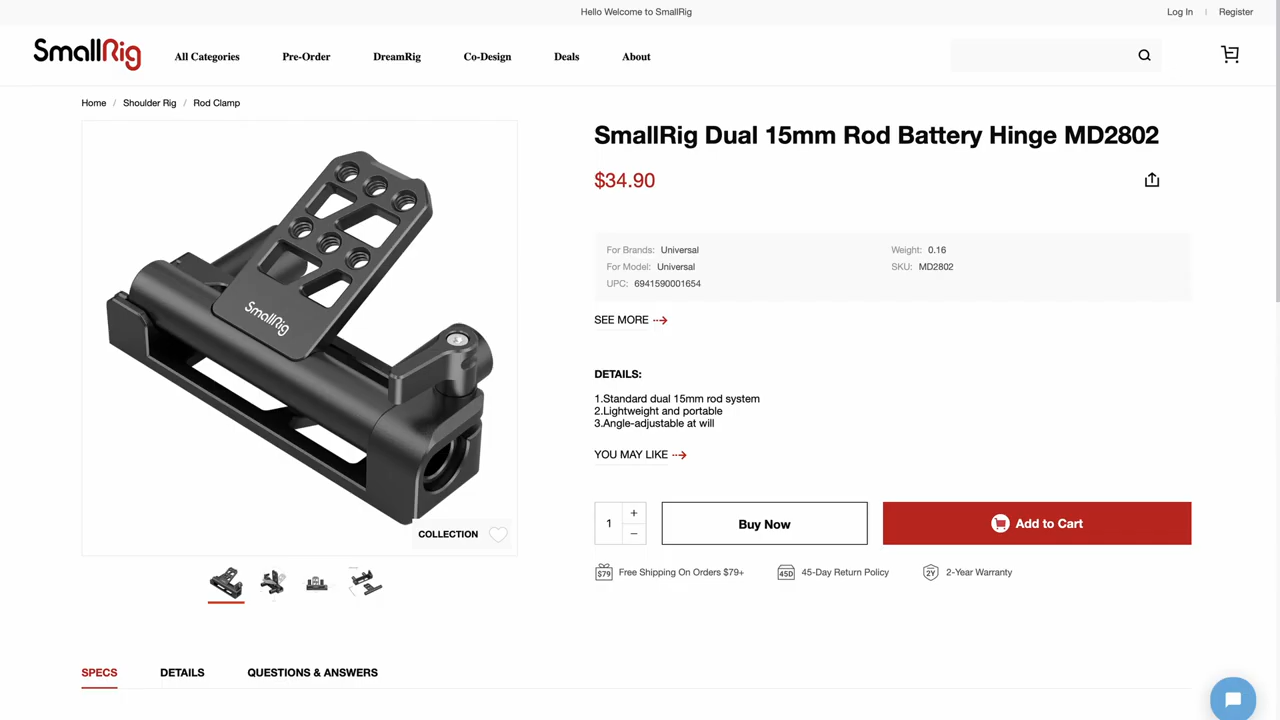 Hello Welcome to SmallRig
Log In | Register
SmallRig
All Categories Pre-Order DreamRig Co-Design Deals About
Home / Shoulder Rig / Rod Clamp
SmallRig Dual 15mm Rod Battery Hinge MD2802
$34.90
For Brands: Universal Weight: 0.16
For Model: Universal SKU: MD2802
UPC: 6941590001654
SEE MORE
DETAILS:
1.Standard dual 15mm rod system
2.Lightweight and portable
3.Angle-adjustable at will
YOU MAY LIKE
SmallRig
COLLECTION
1 + − Buy Now Add to Cart
$79 Free Shipping On Orders $79+ 45D 45-Day Return Policy 2Y 2-Year Warranty
SPECS DETAILS QUESTIONS & ANSWERS